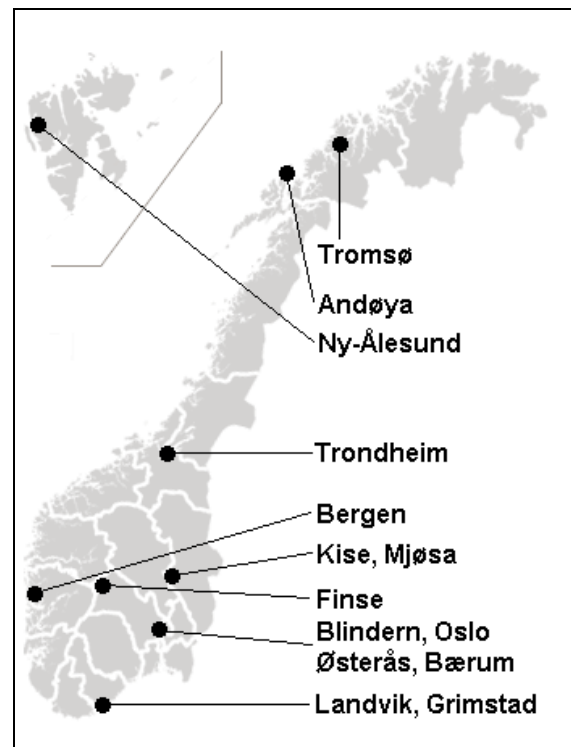 Tromsø
Andøya
Ny-Ålesund
Trondheim
Bergen
Kise, Mjøsa
Finse
Blindern, Oslo
Østerås, Bærum
Landvik, Grimstad